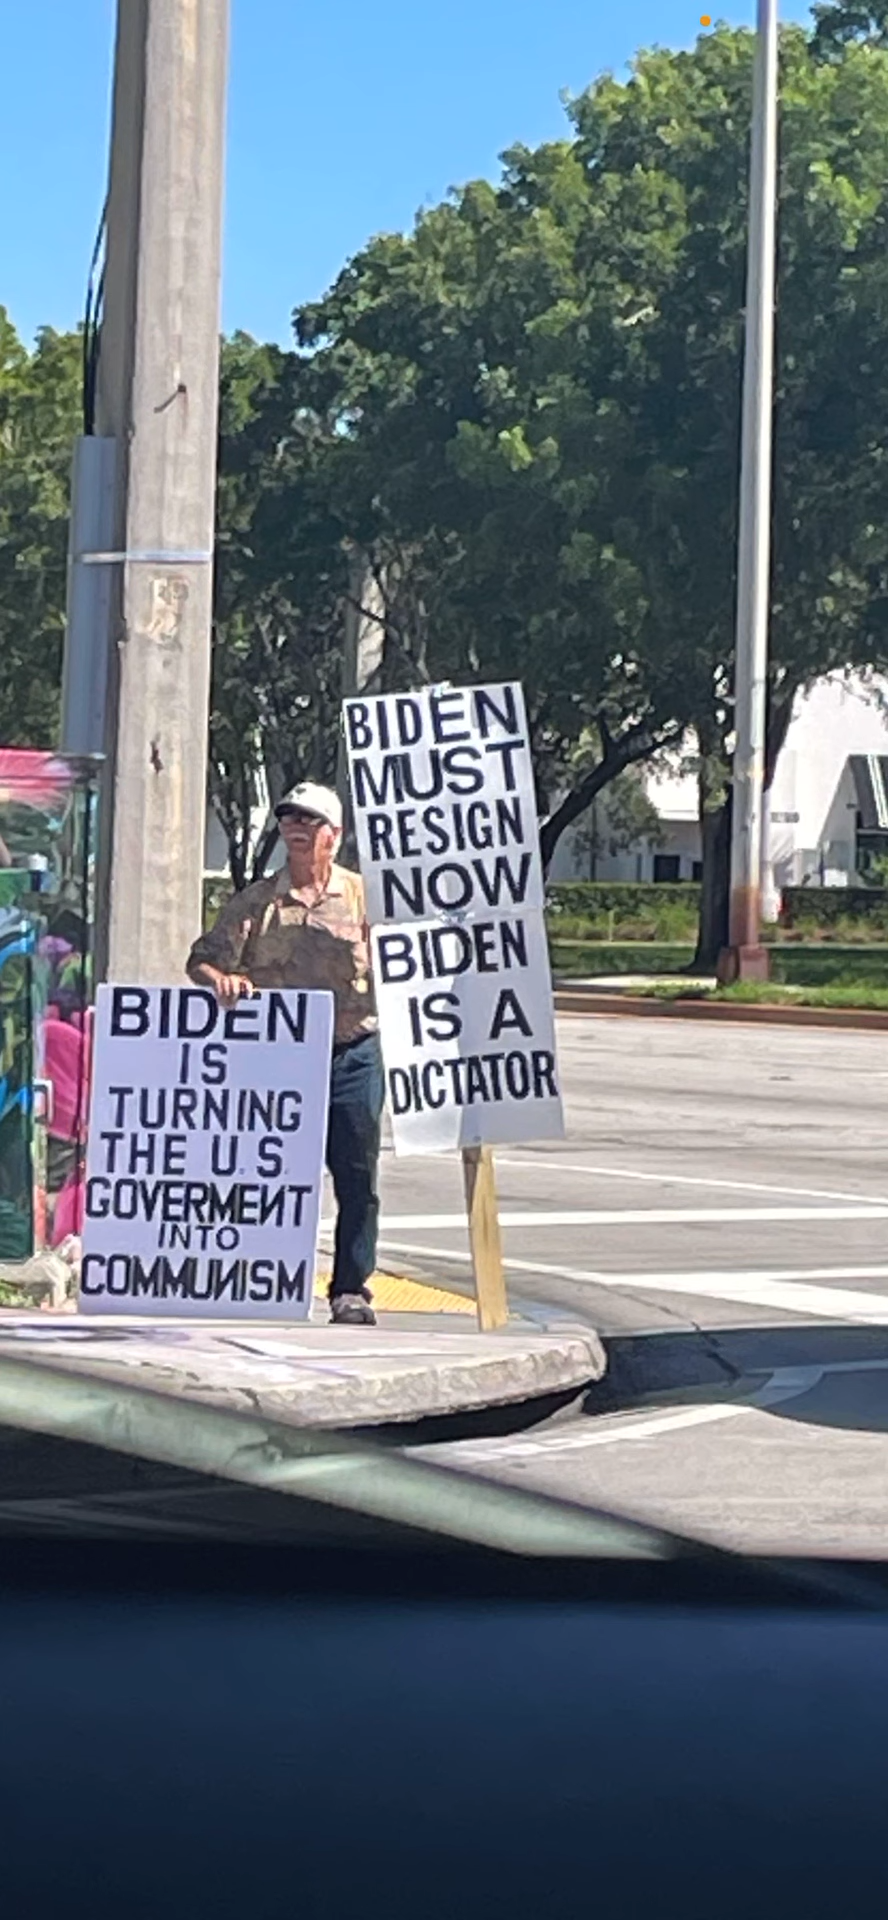 BIDEN
MUST
RESIGN
NOW
BIDEN
IS A
DICTATOR
BIDEN
IS
TURNING
THE U.S.
GOVERMENT
INTO
COMMUNISM